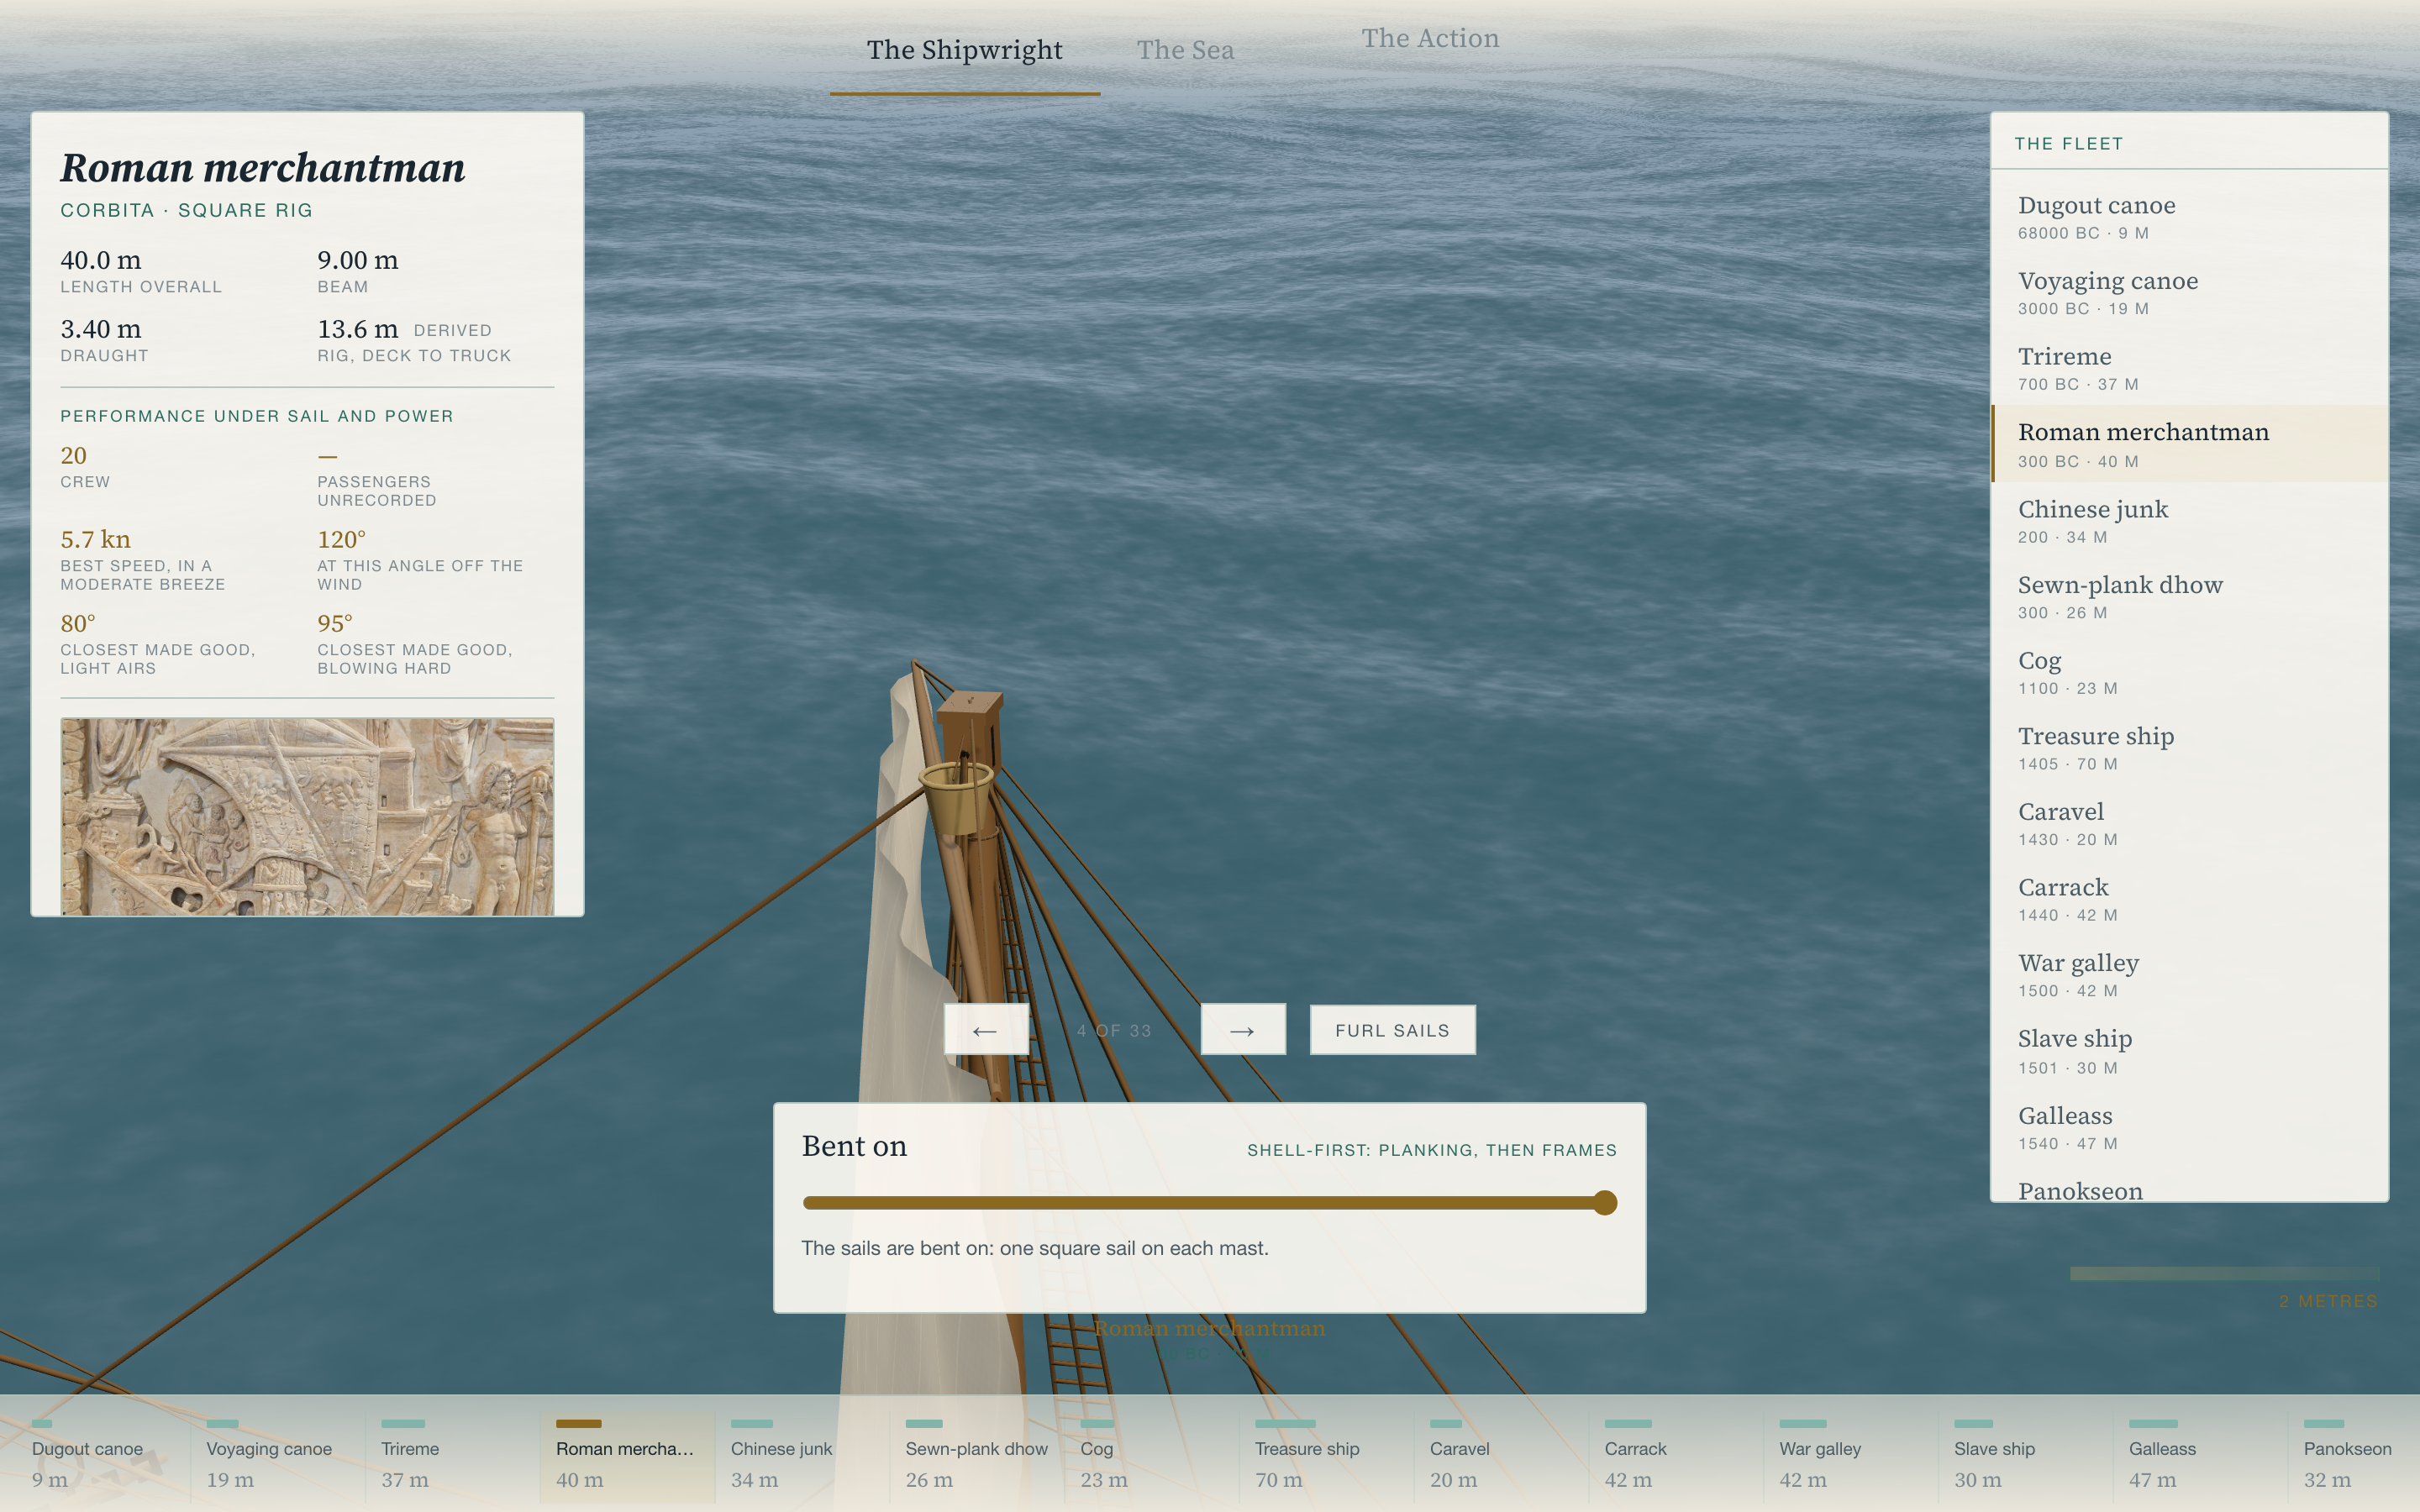 The Shipwright
The Sea
The Action
Roman merchantman
CORBITA · SQUARE RIG
40.0 m
LENGTH OVERALL
9.00 m
BEAM
3.40 m
DRAUGHT
13.6 m DERIVED
RIG, DECK TO TRUCK
PERFORMANCE UNDER SAIL AND POWER
20
CREW
—
PASSENGERS
UNRECORDED
5.7 kn
BEST SPEED, IN A
MODERATE BREEZE
120°
AT THIS ANGLE OFF THE
WIND
80°
CLOSEST MADE GOOD,
LIGHT AIRS
95°
CLOSEST MADE GOOD,
BLOWING HARD
THE FLEET
Dugout canoe
68000 BC · 9 M
Voyaging canoe
3000 BC · 19 M
Trireme
700 BC · 37 M
Roman merchantman
300 BC · 40 M
Chinese junk
200 · 34 M
Sewn-plank dhow
300 · 26 M
Cog
1100 · 23 M
Treasure ship
1405 · 70 M
Caravel
1430 · 20 M
Carrack
1440 · 42 M
War galley
1500 · 42 M
Slave ship
1501 · 30 M
Galleass
1540 · 47 M
Panokseon
← 4 OF 33 → FURL SAILS
Bent on
SHELL-FIRST: PLANKING, THEN FRAMES
The sails are bent on: one square sail on each mast.
2 METRES
Roman merchantman
BC
Dugout canoe
9 m
Voyaging canoe
19 m
Trireme
37 m
Roman mercha…
40 m
Chinese junk
34 m
Sewn-plank dhow
26 m
Cog
23 m
Treasure ship
70 m
Caravel
20 m
Carrack
42 m
War galley
42 m
Slave ship
30 m
Galleass
47 m
Panokseon
32 m